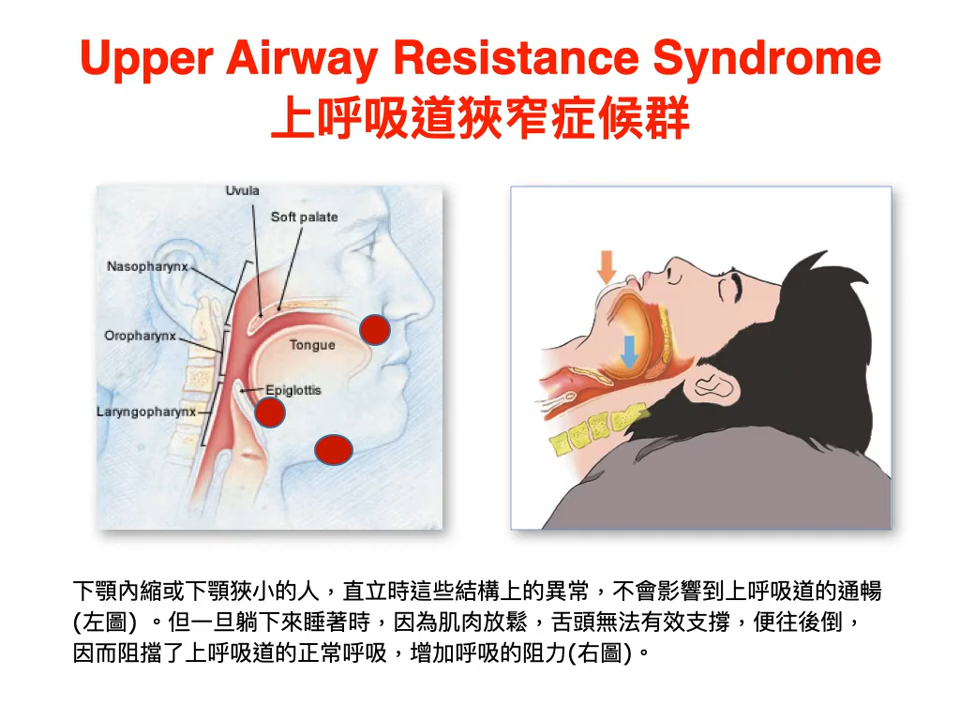 Upper Airway Resistance Syndrome
上呼吸道狹窄症候群
Uvula
Soft palate
Nasopharynx
Oropharynx
Tongue
Epiglottis
Laryngopharynx
下顎內縮或下顎狹小的人，直立時這些結構上的異常，不會影響到上呼吸道的通暢
(左圖) 。但一旦躺下來睡著時，因為肌肉放鬆，舌頭無法有效支撐，便往後倒，
因而阻擋了上呼吸道的正常呼吸，增加呼吸的阻力(右圖)。